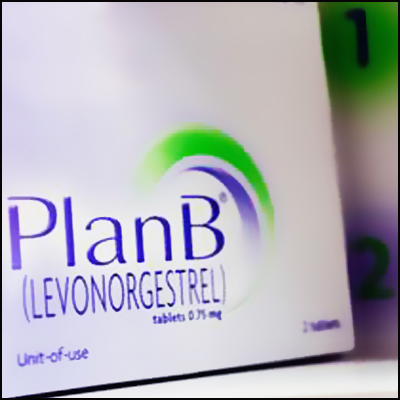 1
PlanB®
(LEVONORGESTREL)
tablets 0.75 mg
2
2 tablets
Unit-of-use